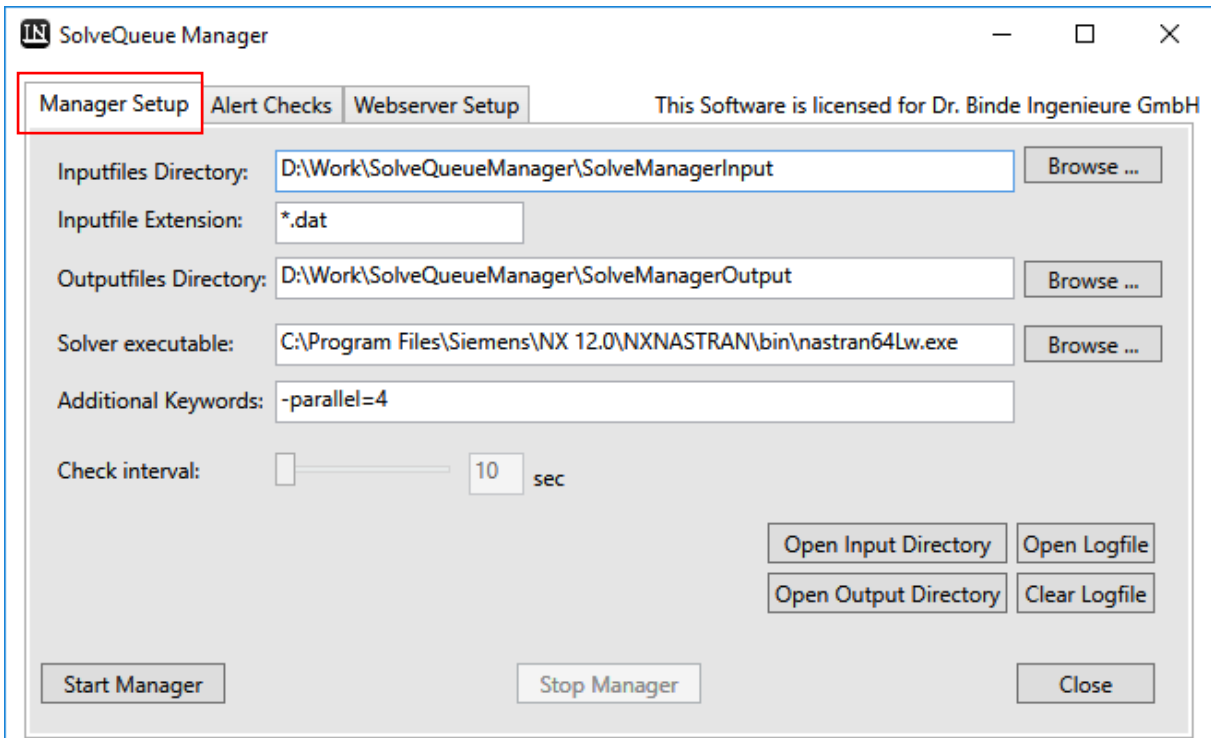 IN SolveQueue Manager
Manager Setup Alert Checks Webserver Setup This Software is licensed for Dr. Binde Ingenieure GmbH
Inputfiles Directory: D:\Work\SolveQueueManager\SolveManagerInput Browse ...
Inputfile Extension: *.dat
Outputfiles Directory: D:\Work\SolveQueueManager\SolveManagerOutput Browse ...
Solver executable: C:\Program Files\Siemens\NX 12.0\NXNASTRAN\bin\nastran64Lw.exe Browse ...
Additional Keywords: -parallel=4
Check interval: 10 sec
Open Input Directory Open Logfile
Open Output Directory Clear Logfile
Start Manager Stop Manager Close